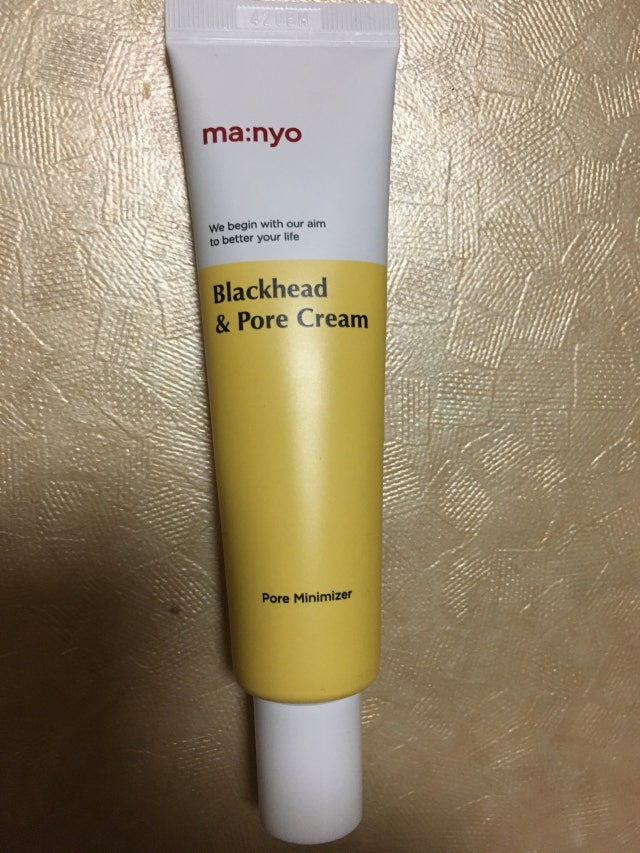 ma:nyo
We begin with our aim
to better your life
Blackhead
& Pore Cream
Pore Minimizer